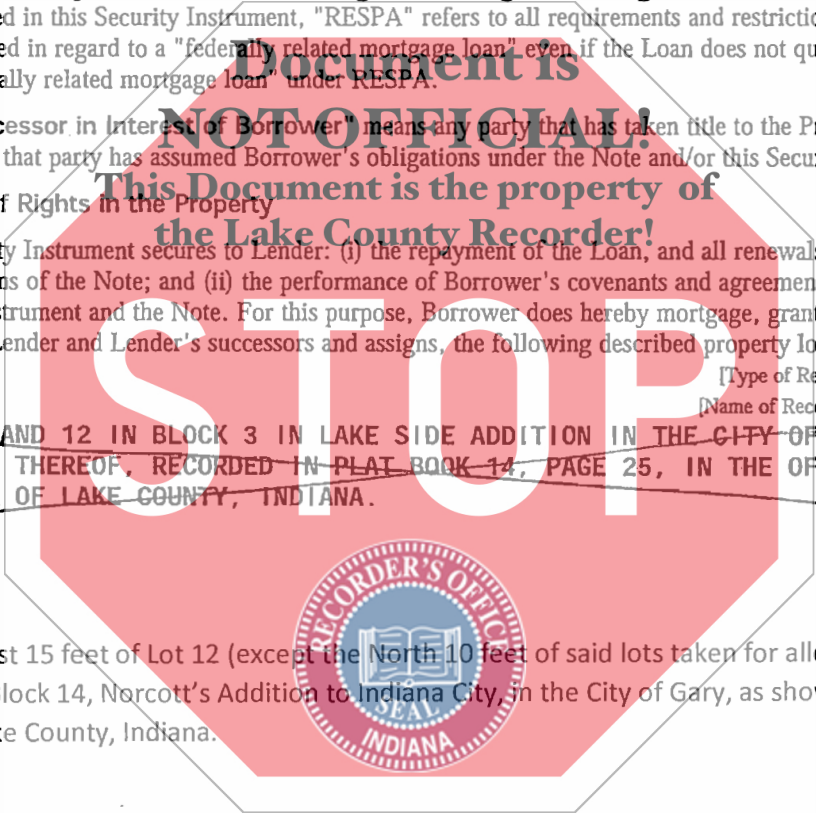 d in this Security Instrument, "RESPA" refers to all requirements and restrictio
ed in regard to a "federally related mortgage loan" even if the Loan does not qu
ally related mortgage loan" under RESPA.
Document is
NOT OFFICIAL!
This Document is the property of
the Lake County Recorder!
cessor in Interest of Borrower" means any party that has taken title to the Pr
that party has assumed Borrower's obligations under the Note and/or this Secu
f Rights in the Property
ty Instrument secures to Lender: (i) the repayment of the Loan, and all renewals
ns of the Note; and (ii) the performance of Borrower's covenants and agreemen
strument and the Note. For this purpose, Borrower does hereby mortgage, grant
ender and Lender's successors and assigns, the following described property lo
[Type of Re
[Name of Reco
STOP
AND 12 IN BLOCK 3 IN LAKE SIDE ADDITION IN THE CITY OF
THEREOF, RECORDED IN PLAT BOOK 14, PAGE 25, IN THE OF
OF LAKE COUNTY, INDIANA.
RECORDER'S OFFICE
SEAL
INDIANA
st 15 feet of Lot 12 (except the North 10 feet of said lots taken for alle
lock 14, Norcott's Addition to Indiana City, in the City of Gary, as show
e County, Indiana.